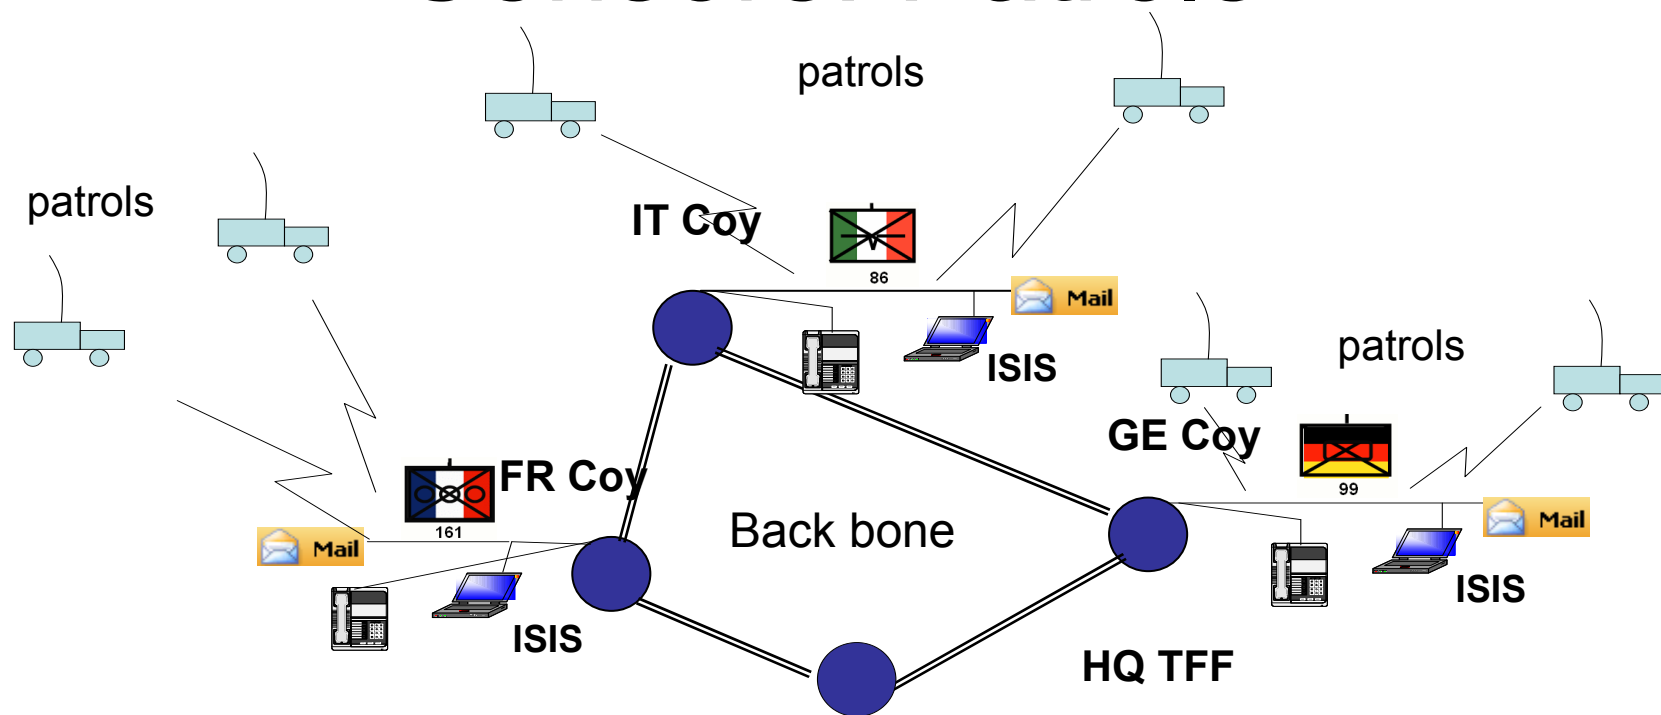 patrols
patrols
IT Coy
86
Mail
ISIS
patrols
GE Coy
99
Mail
ISIS
FR Coy
161
Mail
ISIS
Back bone
HQ TFF